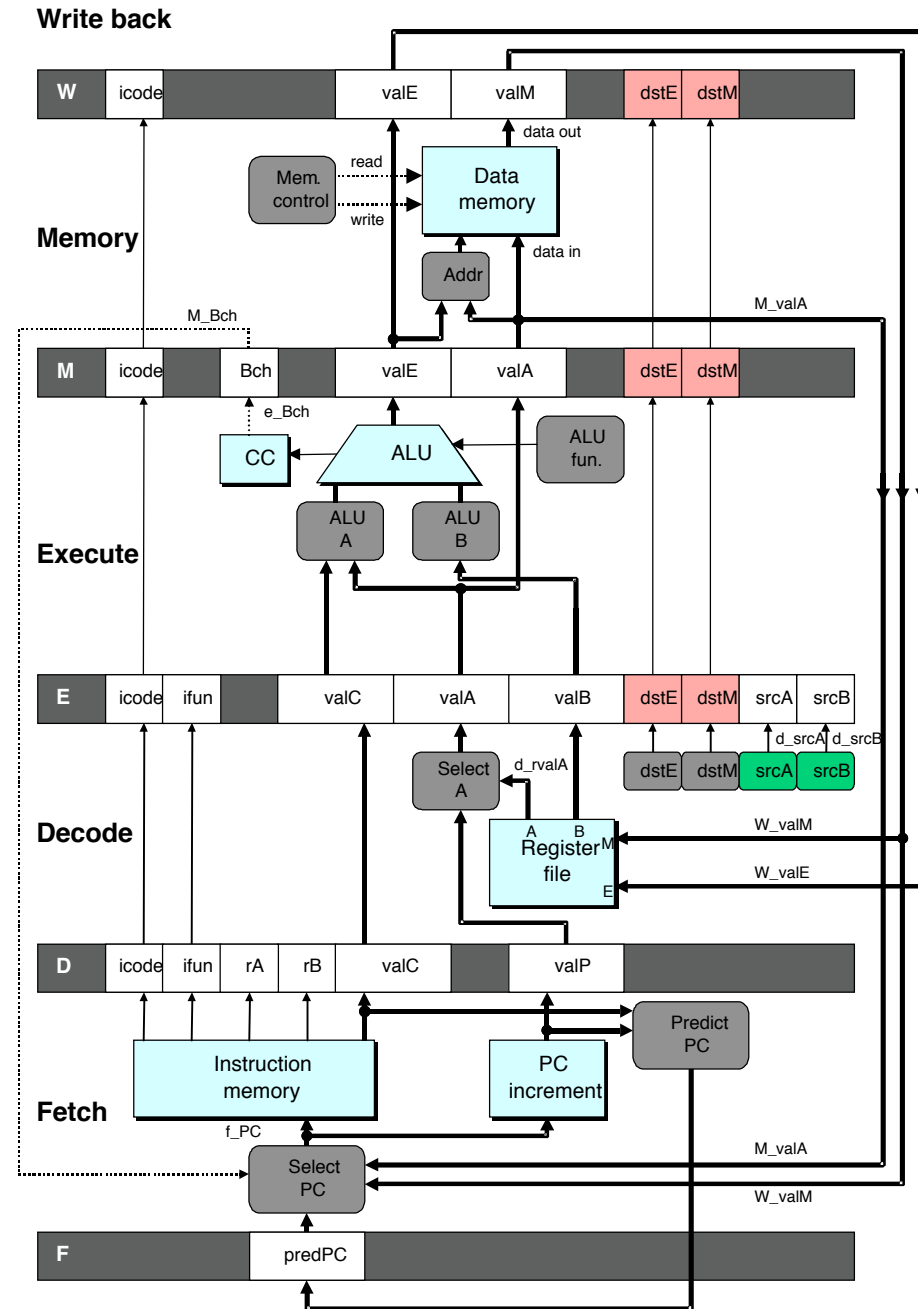 Write back
W icode valE valM dstE dstM
data out
read
Mem.
control
Data
memory
write
Memory
data in
Addr
M_valA
M_Bch
M icode Bch valE valA dstE dstM
e_Bch
CC
ALU
ALU
fun.
ALU
A
ALU
B
Execute
E icode ifun valC valA valB dstE dstM srcA srcB
d_srcA d_srcB
Select
A
d_rvalA
dstE dstM srcA srcB
Decode
A B
Register
file
M
E
W_valM
W_valE
D icode ifun rA rB valC valP
Predict
PC
Instruction
memory
PC
increment
Fetch
f_PC
Select
PC
M_valA
W_valM
F predPC